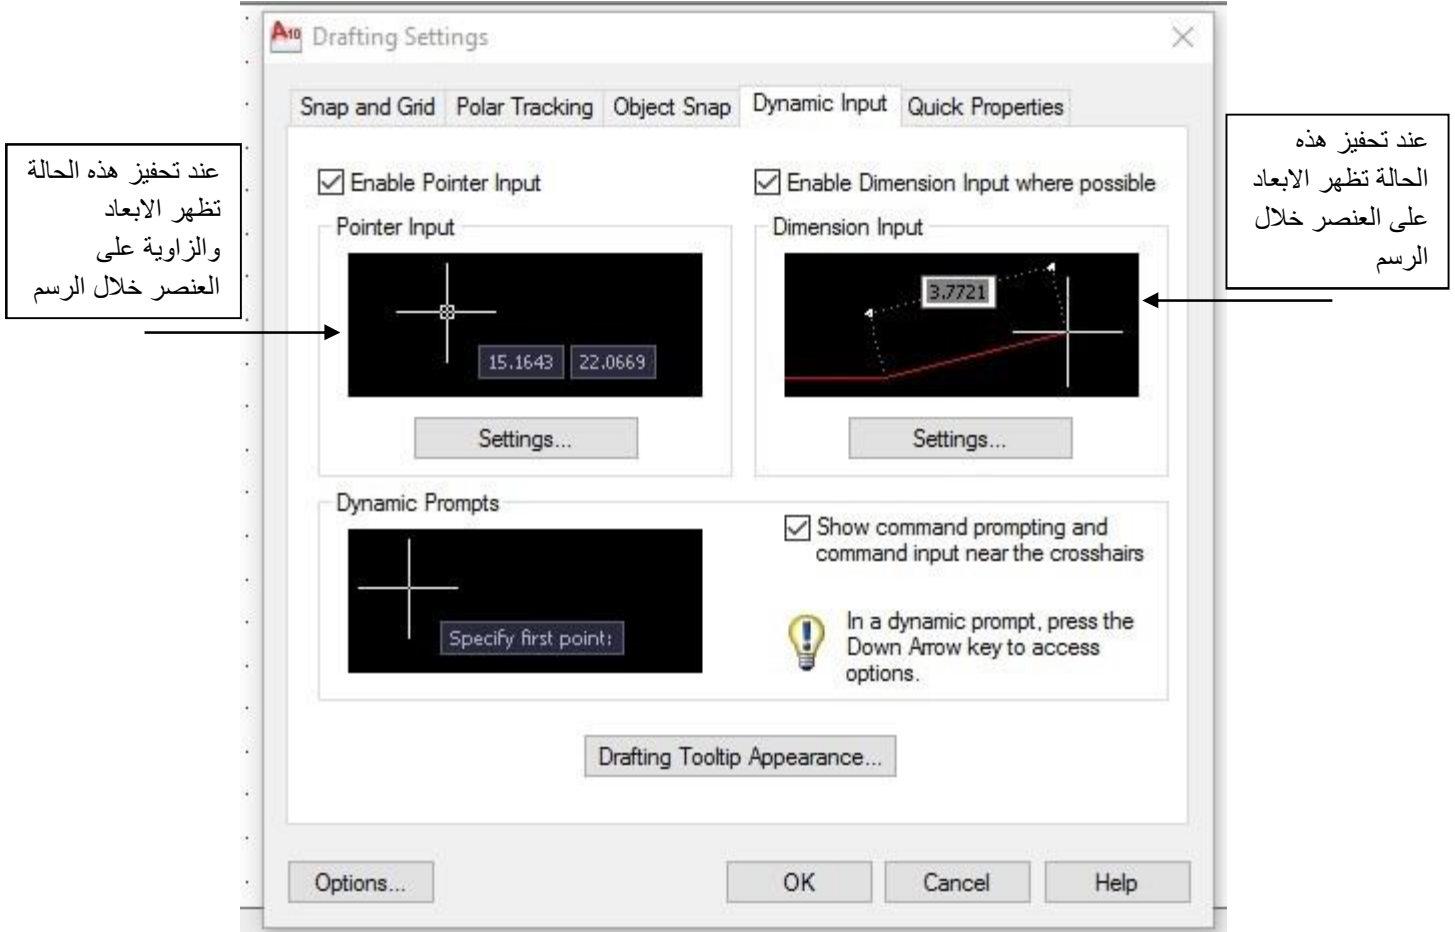 A10 Drafting Settings
Snap and Grid Polar Tracking Object Snap Dynamic Input Quick Properties
عند تحفيز هذه الحالة
تظهر الابعاد
والزاوية على
العنصر خلال الرسم
عند تحفيز هذه
الحالة تظهر الابعاد
على العنصر خلال
الرسم
Enable Pointer Input
Enable Dimension Input where possible
Pointer Input
15.1643 22.0669
Settings...
Dimension Input
3.7721
Settings...
Dynamic Prompts
Specify first point:
Show command prompting and
command input near the crosshairs
In a dynamic prompt, press the
Down Arrow key to access
options.
Drafting Tooltip Appearance...
Options... OK Cancel Help